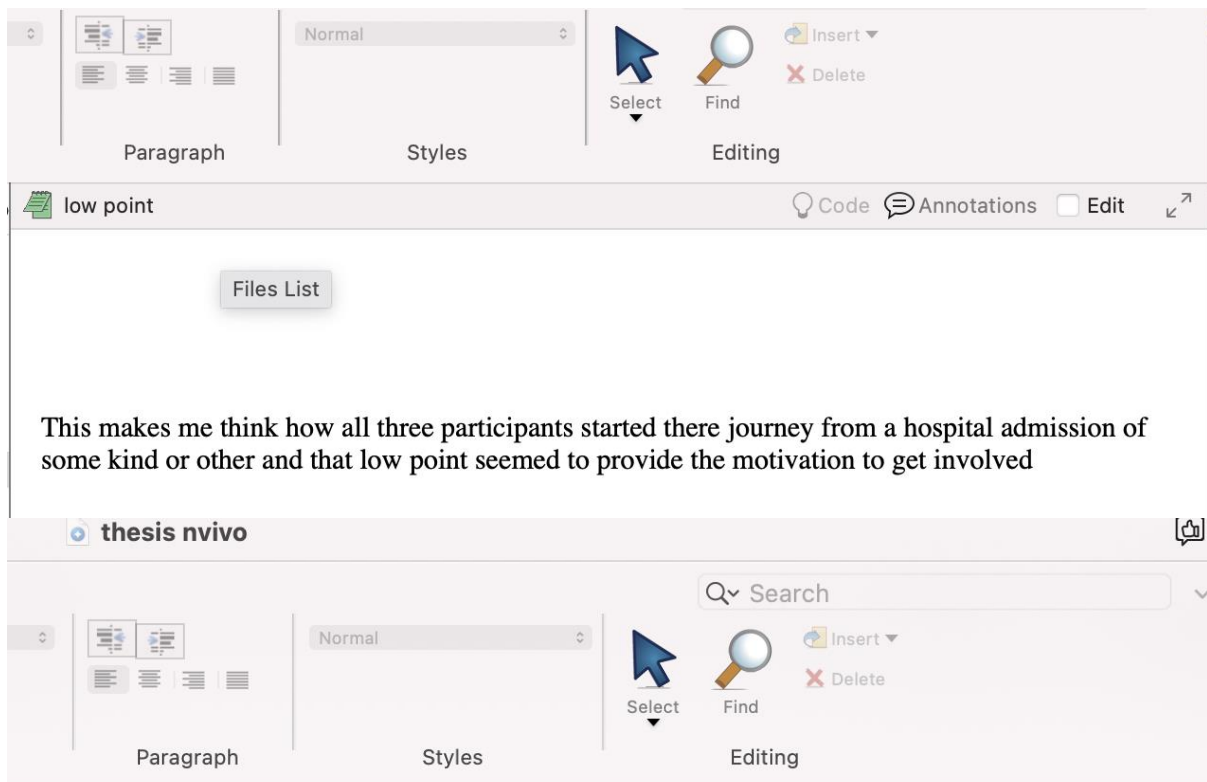 Normal
Insert
Delete
Select
Find
Paragraph
Styles
Editing
low point
Code
Annotations
Edit
Files List
This makes me think how all three participants started there journey from a hospital admission of
some kind or other and that low point seemed to provide the motivation to get involved
thesis nvivo
Search
Normal
Insert
Delete
Select
Find
Paragraph
Styles
Editing